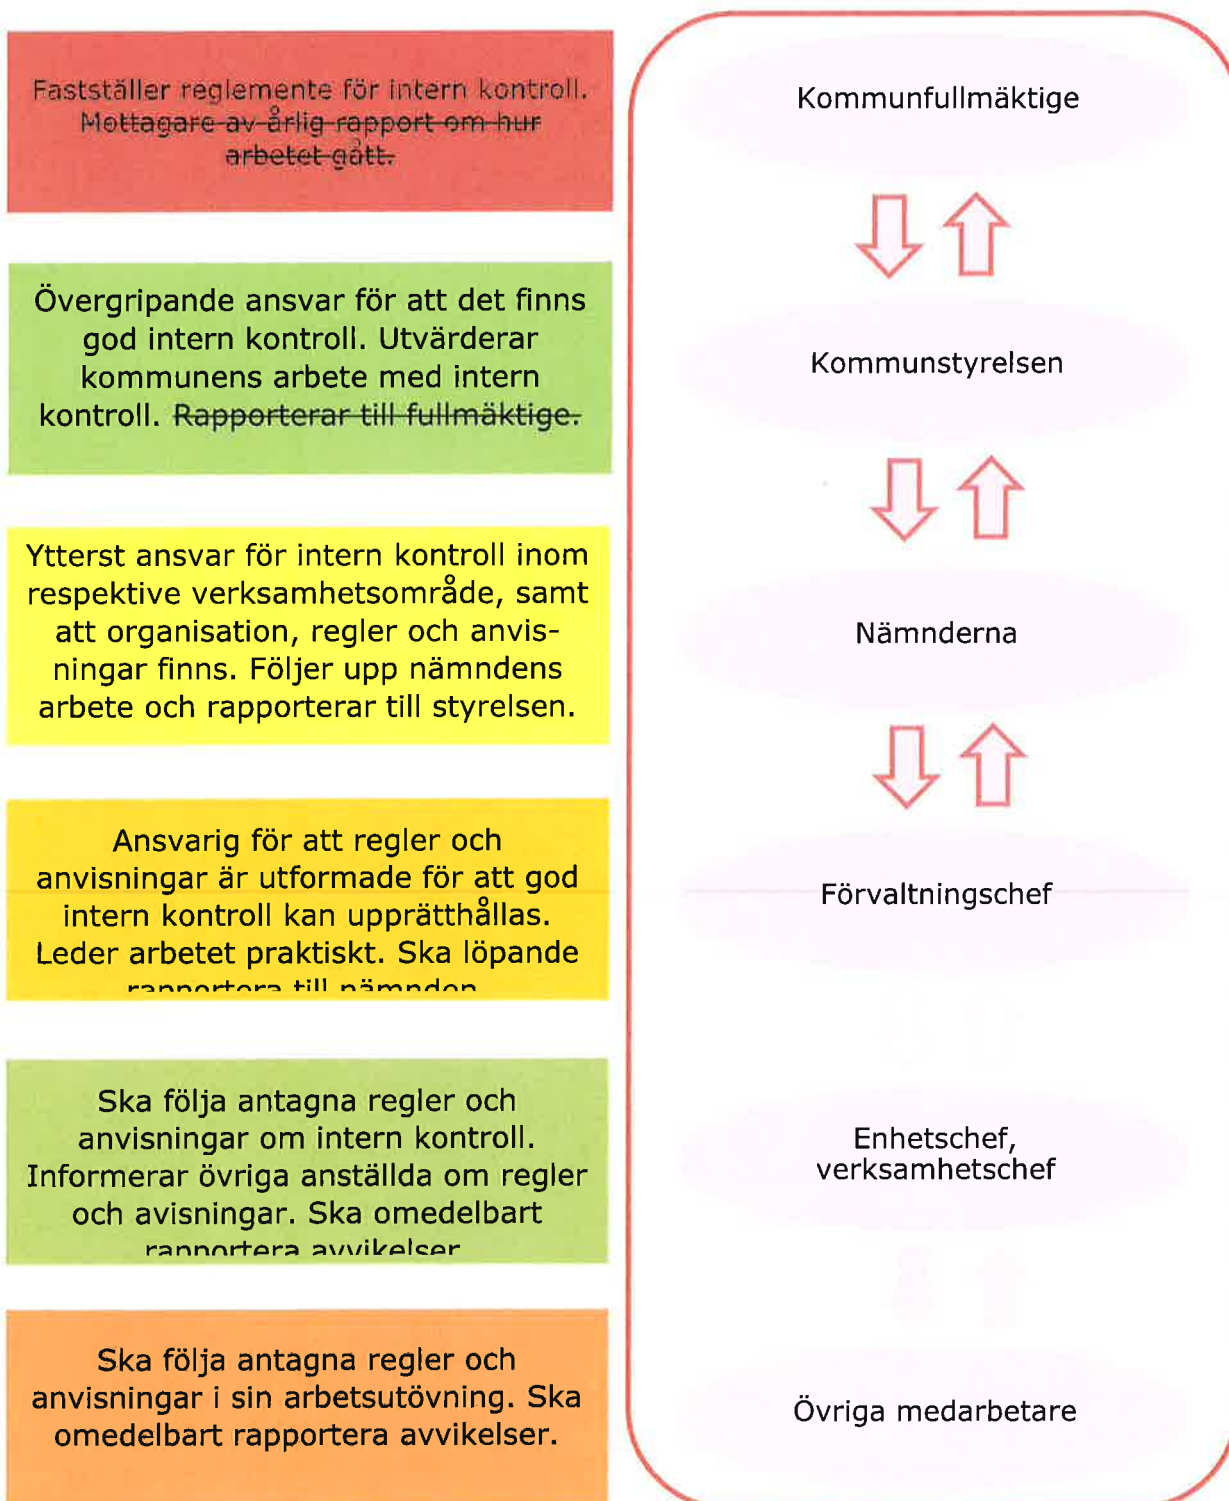 Fastställer reglemente för intern kontroll.
Mottagare av årlig rapport om hur
arbetet gått.
Kommunfullmäktige
Övergripande ansvar för att det finns
god intern kontroll. Utvärderar
kommunens arbete med intern
kontroll. Rapporterar till fullmäktige.
Kommunstyrelsen
Ytterst ansvar för intern kontroll inom
respektive verksamhetsområde, samt
att organisation, regler och anvis-
ningar finns. Följer upp nämndens
arbete och rapporterar till styrelsen.
Nämnderna
Ansvarig för att regler och
anvisningar är utformade för att god
intern kontroll kan upprätthållas.
Leder arbetet praktiskt. Ska löpande
rapportera till nämnden
Förvaltningschef
Ska följa antagna regler och
anvisningar om intern kontroll.
Informerar övriga anställda om regler
och avisningar. Ska omedelbart
rapportera avvikelser
Enhetschef,
verksamhetschef
Ska följa antagna regler och
anvisningar i sin arbetsutövning. Ska
omedelbart rapportera avvikelser.
Övriga medarbetare